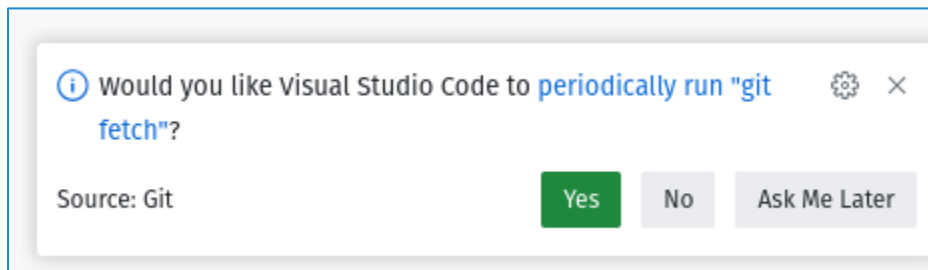 Would you like Visual Studio Code to periodically run "git
fetch"?
Source: Git
Yes
No
Ask Me Later